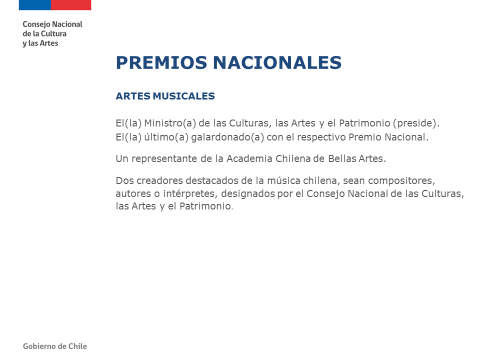 Consejo Nacional
de la Cultura
y las Artes
PREMIOS NACIONALES
ARTES MUSICALES
El(la) Ministro(a) de las Culturas, las Artes y el Patrimonio (preside).
El(la) último(a) galardonado(a) con el respectivo Premio Nacional.
Un representante de la Academia Chilena de Bellas Artes.
Dos creadores destacados de la música chilena, sean compositores,
autores o intérpretes, designados por el Consejo Nacional de las Culturas,
las Artes y el Patrimonio.
Gobierno de Chile